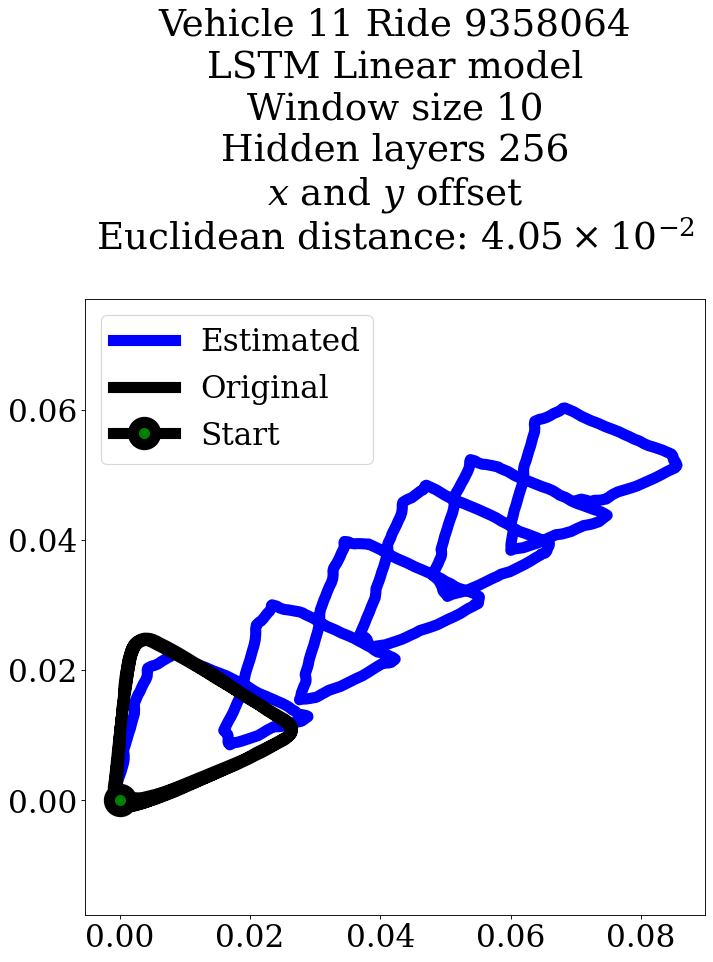 Vehicle 11 Ride 9358064
LSTM Linear model
Window size 10
Hidden layers 256
x and y offset
Euclidean distance: 4.05 × 10⁻²
Estimated
Original
Start
0.06
0.04
0.02
0.00
0.00 0.02 0.04 0.06 0.08